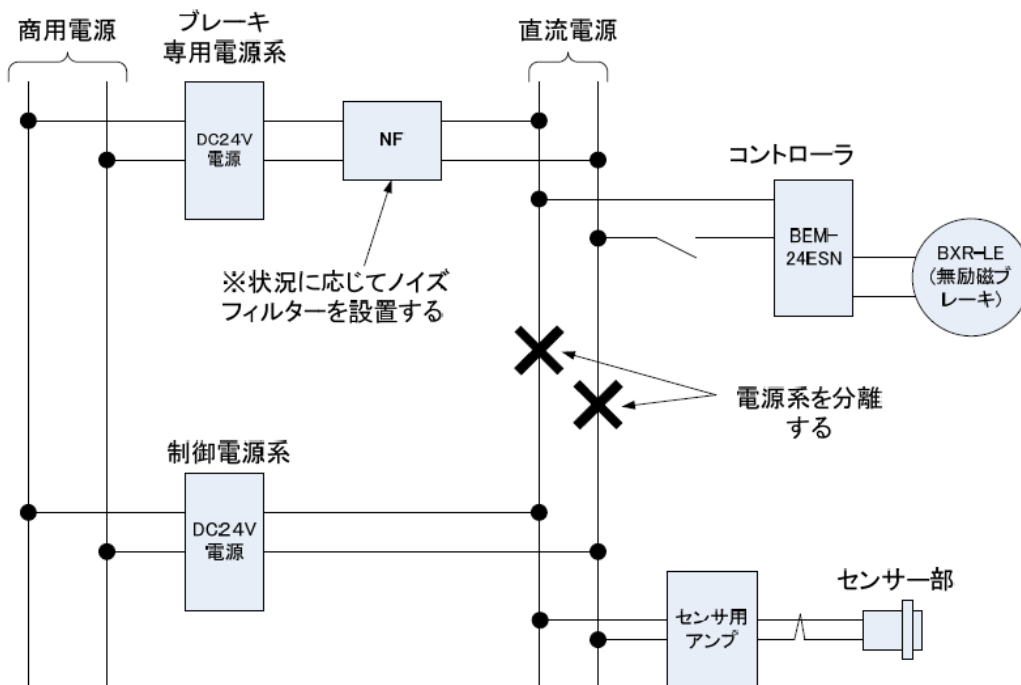 商用電源
ブレーキ
専用電源系
直流電源
DC24V
電源
NF
コントローラ
BEM-
24ESN
BXR-LE
(無励磁ブ
レーキ)
※状況に応じてノイズ
フィルターを設置する
電源系を分離
する
制御電源系
DC24V
電源
センサ用
アンプ
センサー部